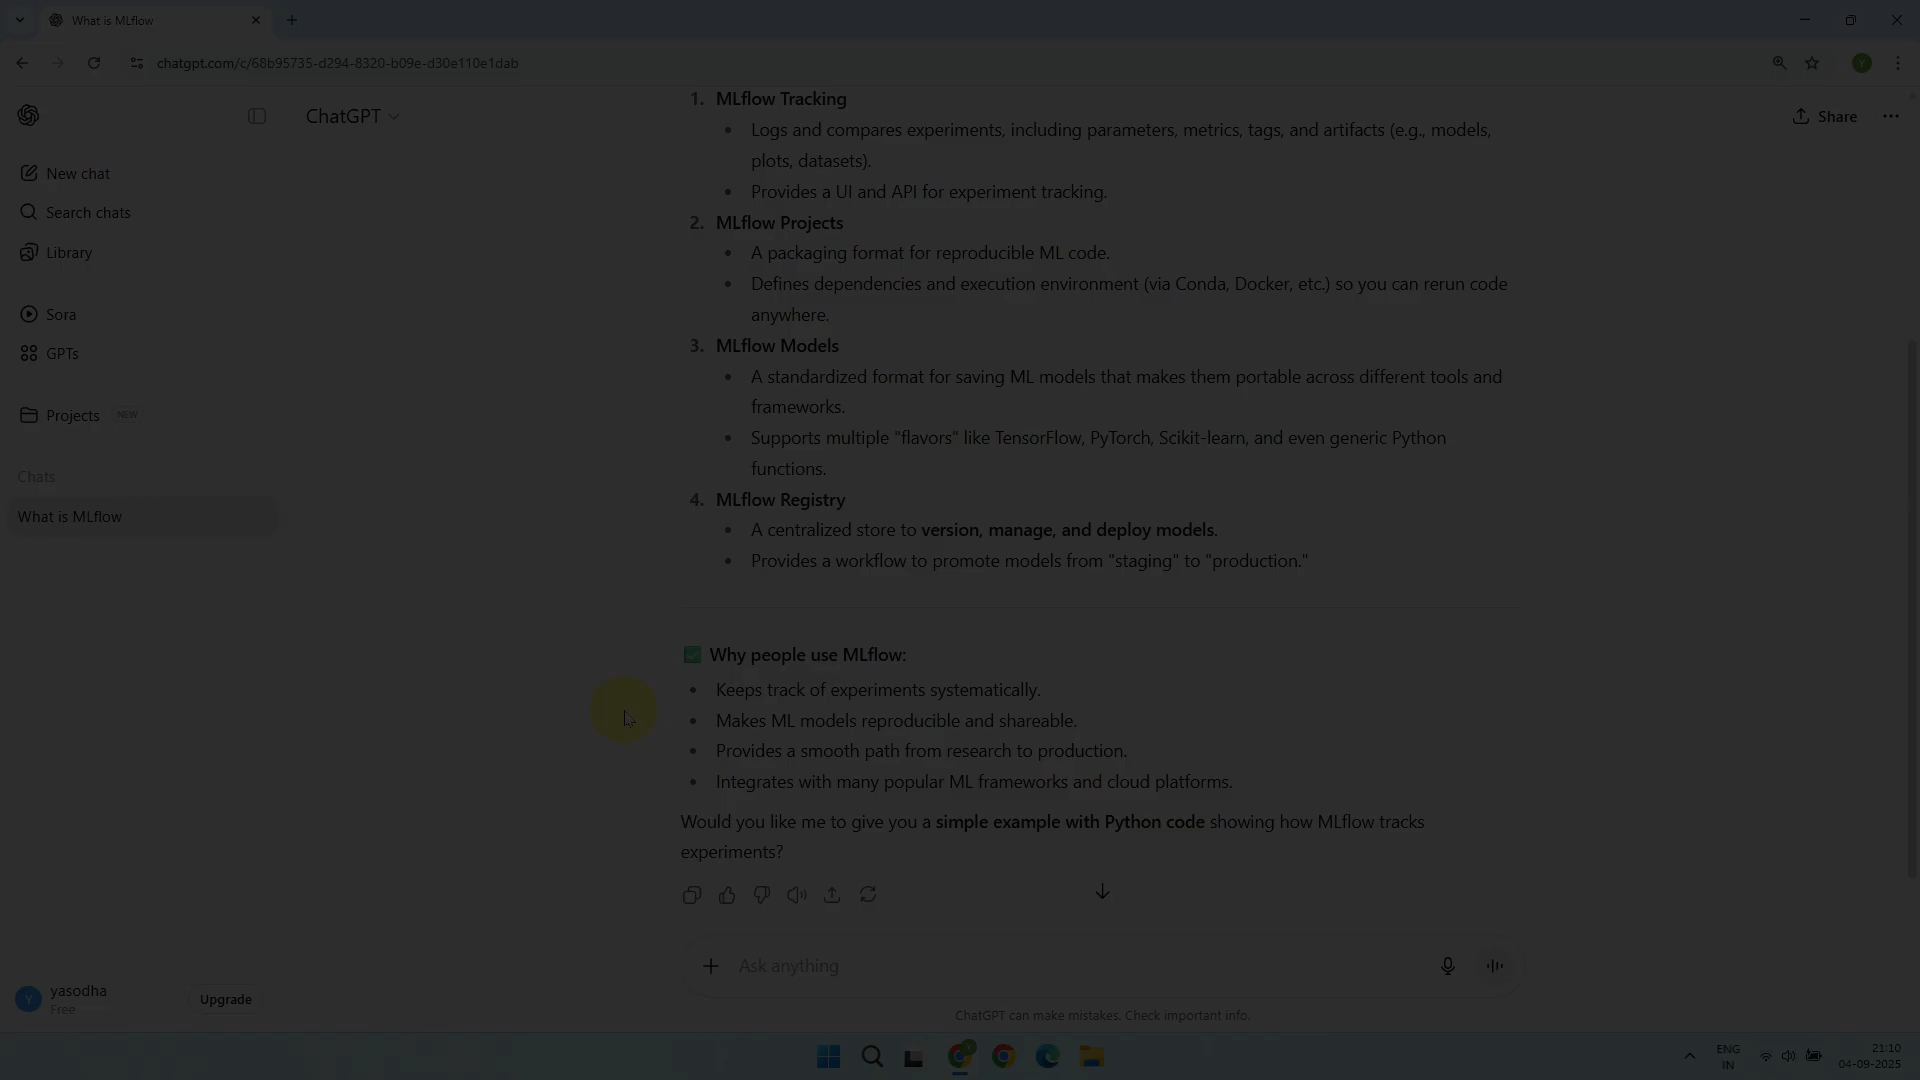 What is MLflow
chatgpt.com/c/68b95735-d294-8320-b09e-d30e110e1dab
Y
ChatGPT
Share
New chat
Search chats
Library
Sora
GPTs
Projects NEW
Chats
What is MLflow
1. MLflow Tracking
• Logs and compares experiments, including parameters, metrics, tags, and artifacts (e.g., models,
plots, datasets).
• Provides a UI and API for experiment tracking.
2. MLflow Projects
• A packaging format for reproducible ML code.
• Defines dependencies and execution environment (via Conda, Docker, etc.) so you can rerun code
anywhere.
3. MLflow Models
• A standardized format for saving ML models that makes them portable across different tools and
frameworks.
• Supports multiple "flavors" like TensorFlow, PyTorch, Scikit-learn, and even generic Python
functions.
4. MLflow Registry
• A centralized store to version, manage, and deploy models.
• Provides a workflow to promote models from "staging" to "production."
✅ Why people use MLflow:
• Keeps track of experiments systematically.
• Makes ML models reproducible and shareable.
• Provides a smooth path from research to production.
• Integrates with many popular ML frameworks and cloud platforms.
Would you like me to give you a simple example with Python code showing how MLflow tracks
experiments?
Ask anything
ChatGPT can make mistakes. Check important info.
Y
yasodha
Free
Upgrade
ENG
IN
21:10
04-09-2025